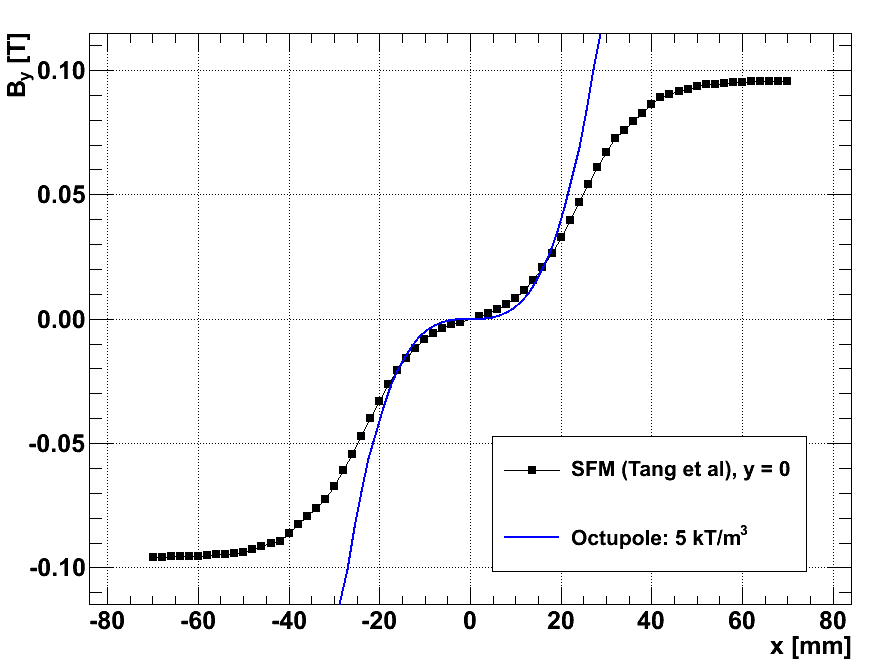 B_y [T]
0.10
0.05
0.00
-0.05
-0.10
SFM (Tang et al), y = 0
Octupole: 5 kT/m³
-80 -60 -40 -20 0 20 40 60 80
x [mm]